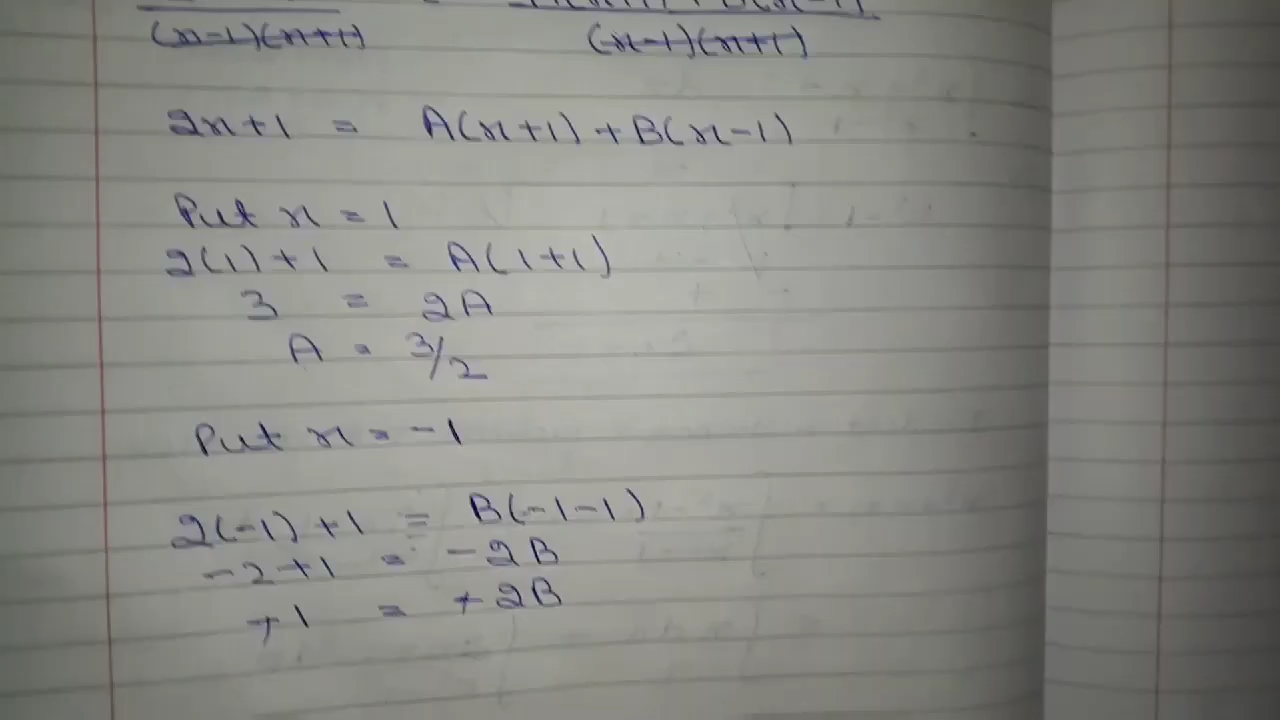 (x-1)(x+1) (x-1)(x+1)
2x+1 = A(x+1) + B(x-1)
Put x = 1
2(1)+1 = A(1+1)
3 = 2A
A = 3/2
Put x = -1
2(-1)+1 = B(-1-1)
-2+1 = -2B
+1 = +2B